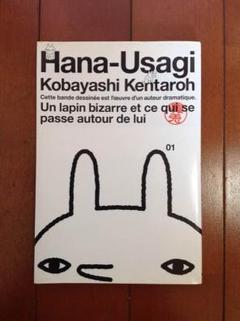 Hana-Usagi
Kobayashi Kentaroh
Cette bande dessinée est l'œuvre d'un auteur dramatique.
Un lapin bizarre et ce qui se
passe autour de lui
01